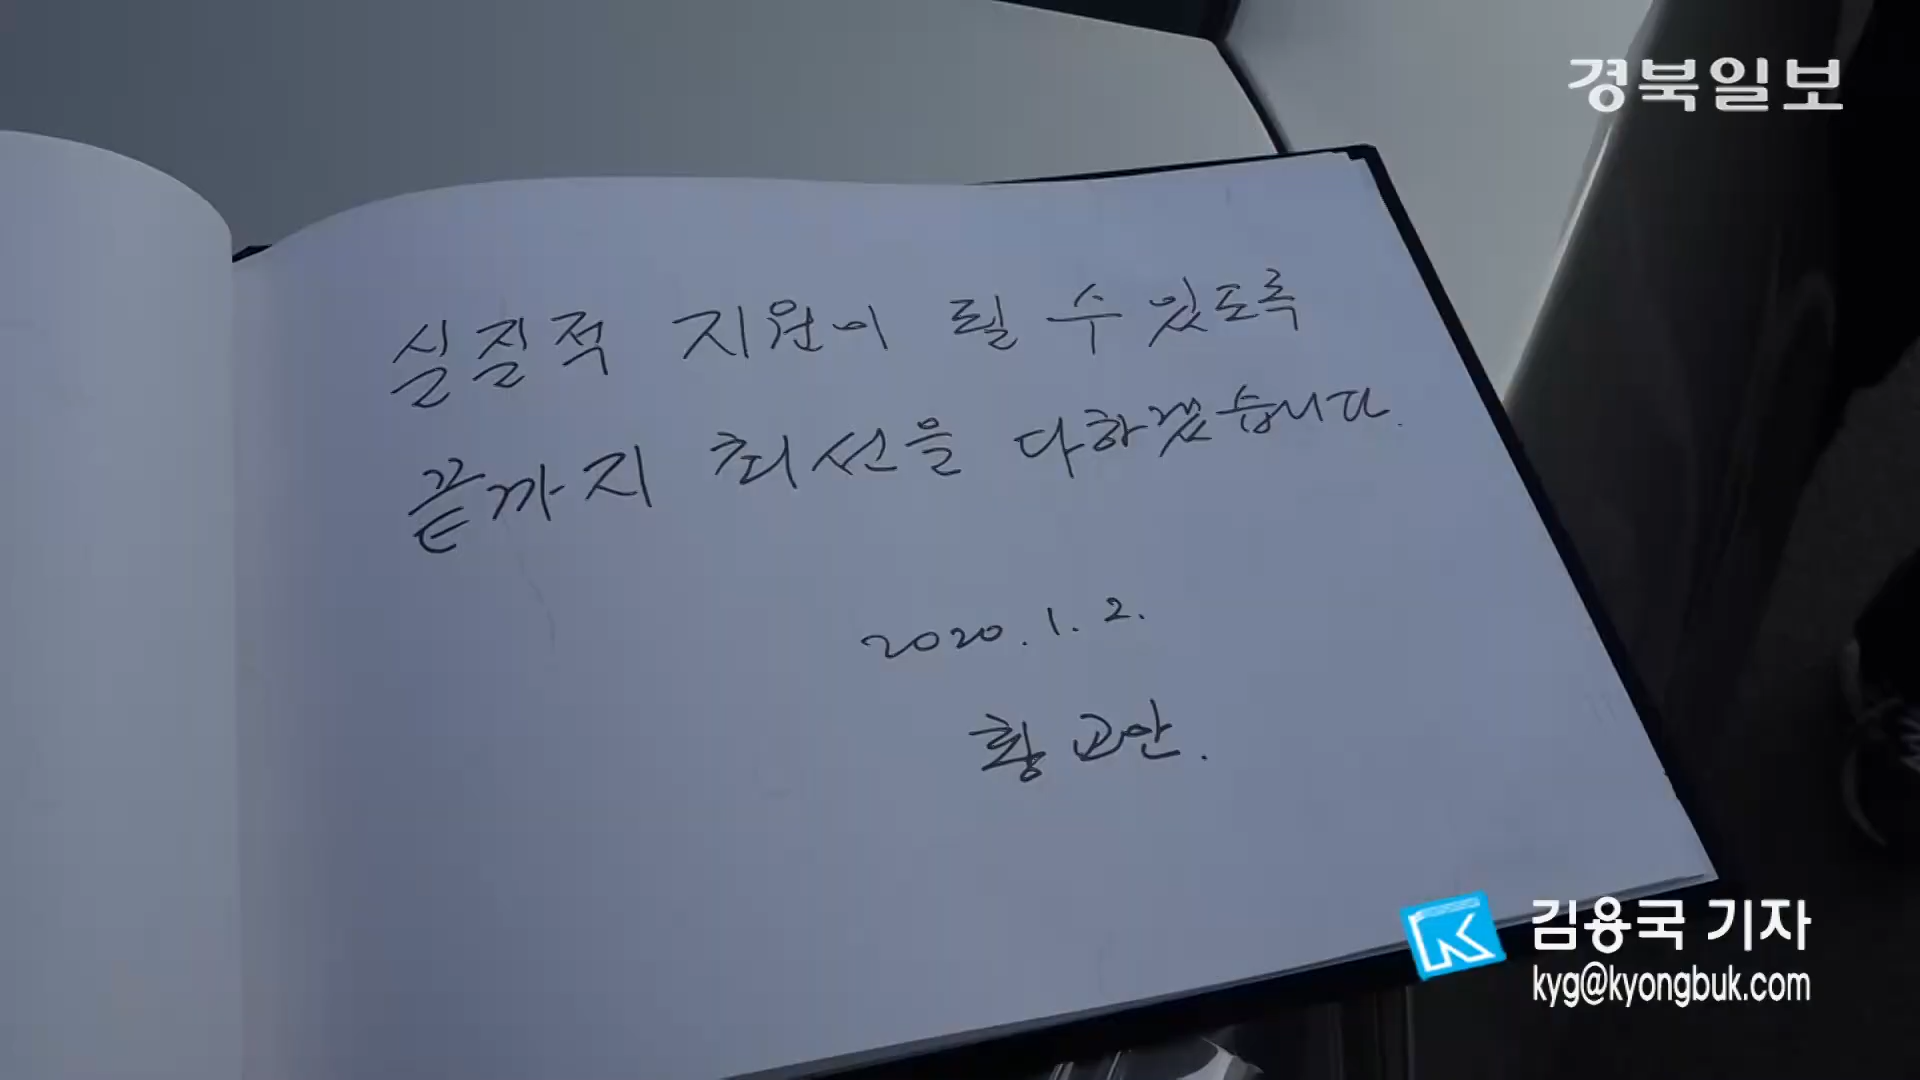 경북일보
실질적 지원이 될 수 있도록
끝까지 최선을 다하겠습니다.
2020. 1. 2.
황교안.
김용국 기자
kyg@kyongbuk.com